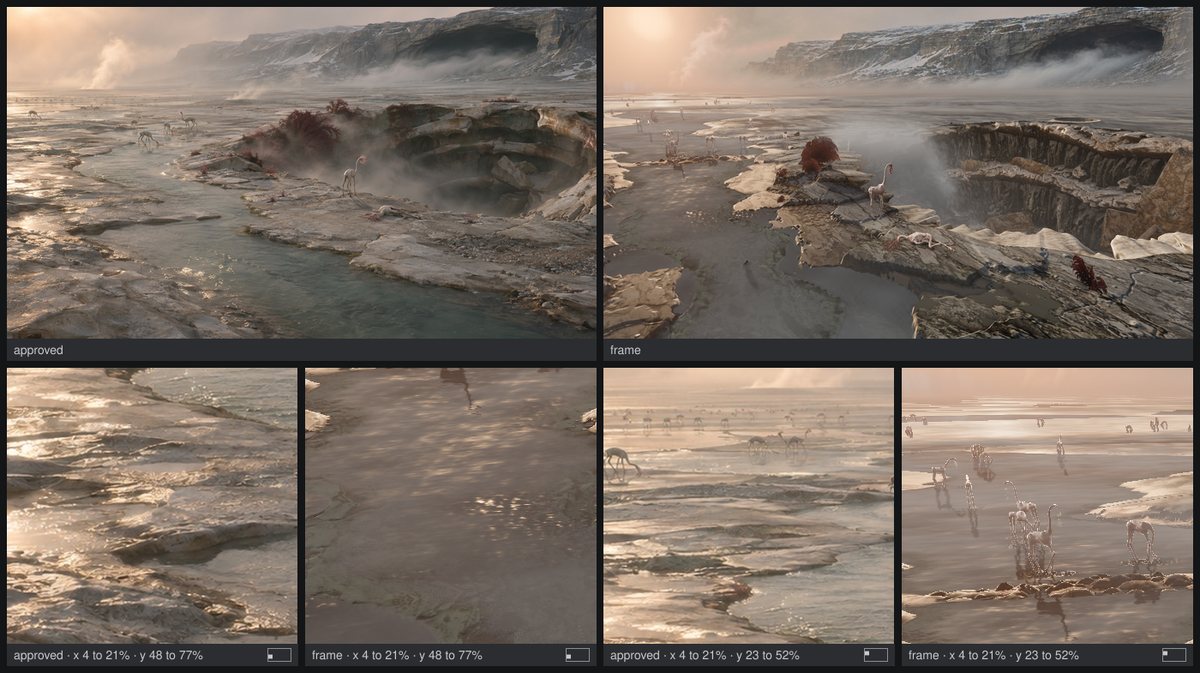 approved
frame
approved · x 4 to 21% · y 48 to 77%
frame · x 4 to 21% · y 48 to 77%
approved · x 4 to 21% · y 23 to 52%
frame · x 4 to 21% · y 23 to 52%